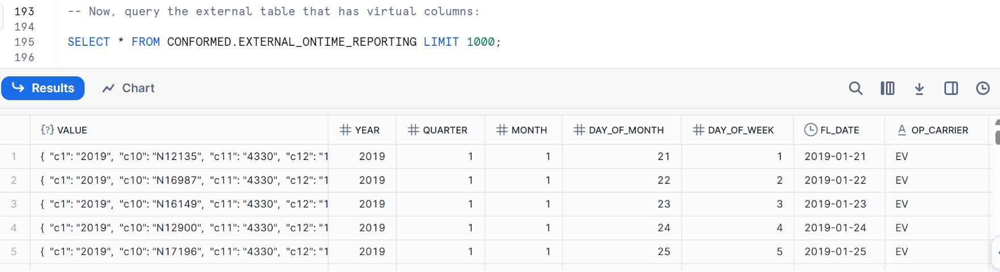 193 -- Now, query the external table that has virtual columns:
194
195 SELECT * FROM CONFORMED.EXTERNAL_ONTIME_REPORTING LIMIT 1000;
196
Results Chart
{?} VALUE # YEAR # QUARTER # MONTH # DAY_OF_MONTH # DAY_OF_WEEK FL_DATE A OP_CARRIER
1 { "c1": "2019", "c10": "N12135", "c11": "4330", "c12": "1 2019 1 1 21 1 2019-01-21 EV
2 { "c1": "2019", "c10": "N16987", "c11": "4330", "c12": "1 2019 1 1 22 2 2019-01-22 EV
3 { "c1": "2019", "c10": "N16149", "c11": "4330", "c12": "1 2019 1 1 23 3 2019-01-23 EV
4 { "c1": "2019", "c10": "N12900", "c11": "4330", "c12": "1 2019 1 1 24 4 2019-01-24 EV
5 { "c1": "2019", "c10": "N17196", "c11": "4330", "c12": "1 2019 1 1 25 5 2019-01-25 EV